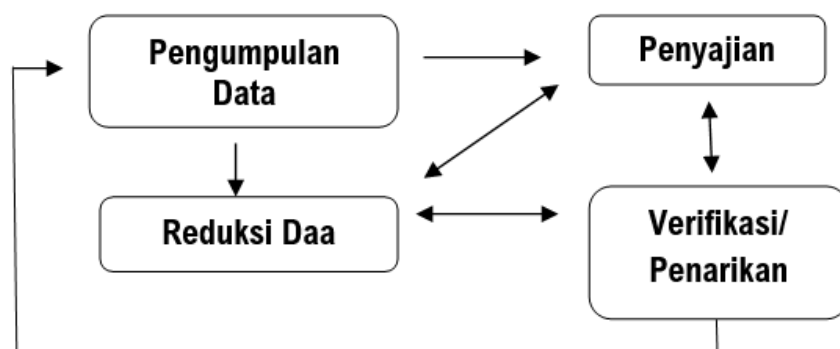 Pengumpulan
Data
Penyajian
Reduksi Daa
Verifikasi/
Penarikan